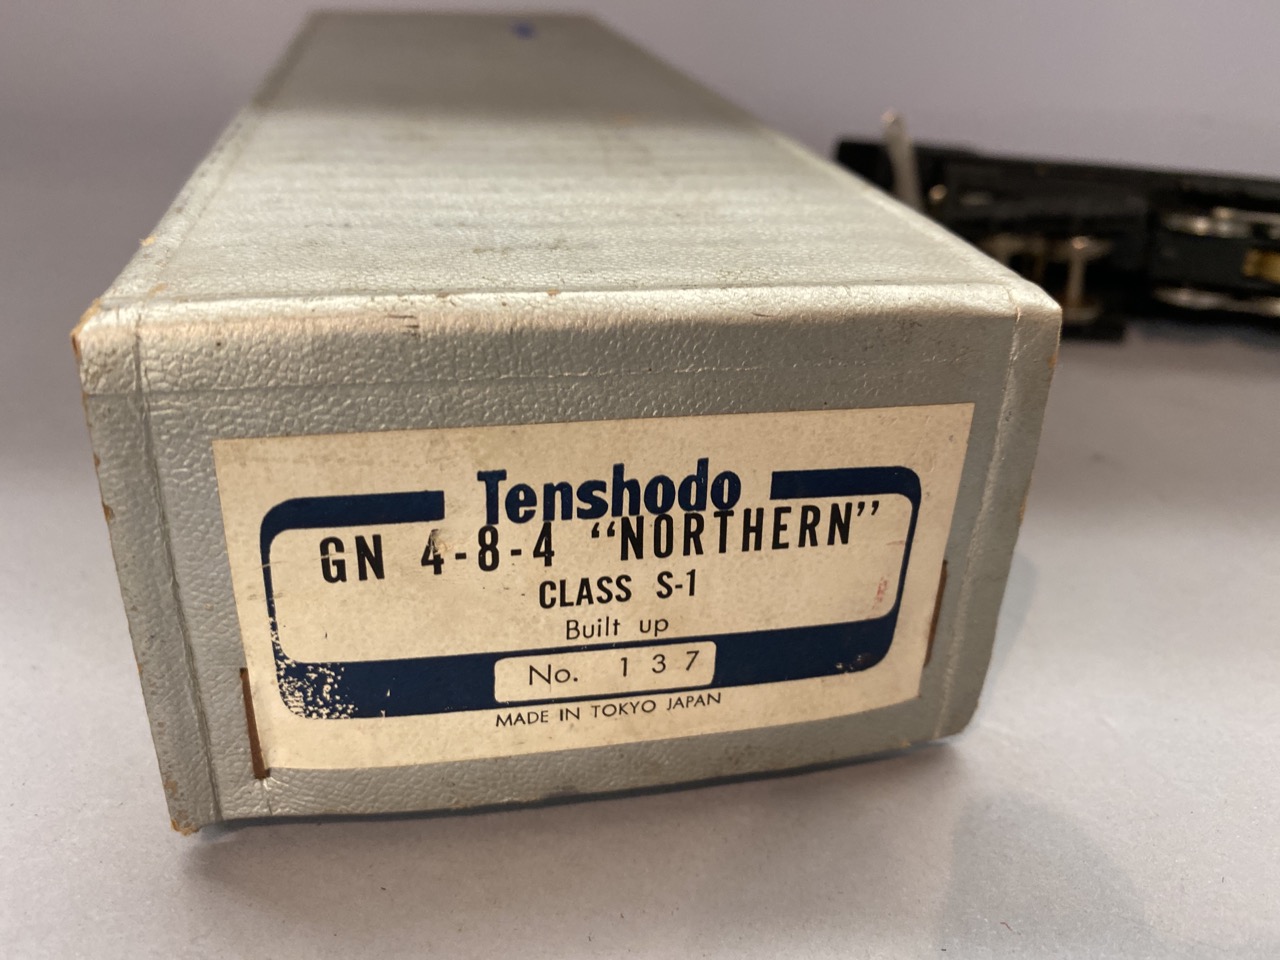 Tenshodo
GN 4-8-4 “NORTHERN”
CLASS S-1
Built up
No. 137
MADE IN TOKYO JAPAN